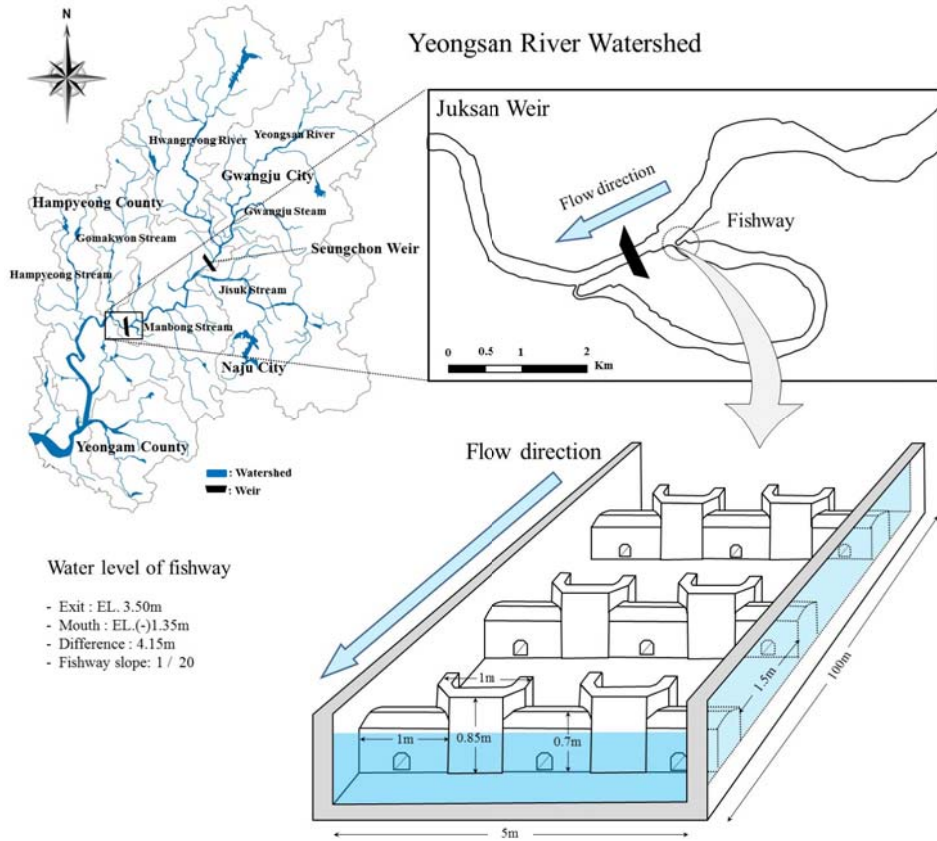 Yeongsan River Watershed
N
Hwangryong River
Yeongsan River
Gwangju City
Hampyeong County
Gwangju Steam
Gomakwon Stream
Seungchon Weir
Hampyeong Stream
Jisuk Stream
Manbong Stream
Naju City
Yeongam County
: Watershed
: Weir
Juksan Weir
Flow direction
Fishway
0 0.5 1 2
Km
Water level of fishway
- Exit : EL. 3.50m
- Mouth : EL.(-)1.35m
- Difference : 4.15m
- Fishway slope: 1 / 20
Flow direction
1m
1m
0.85m
0.7m
1.5m
100m
5m